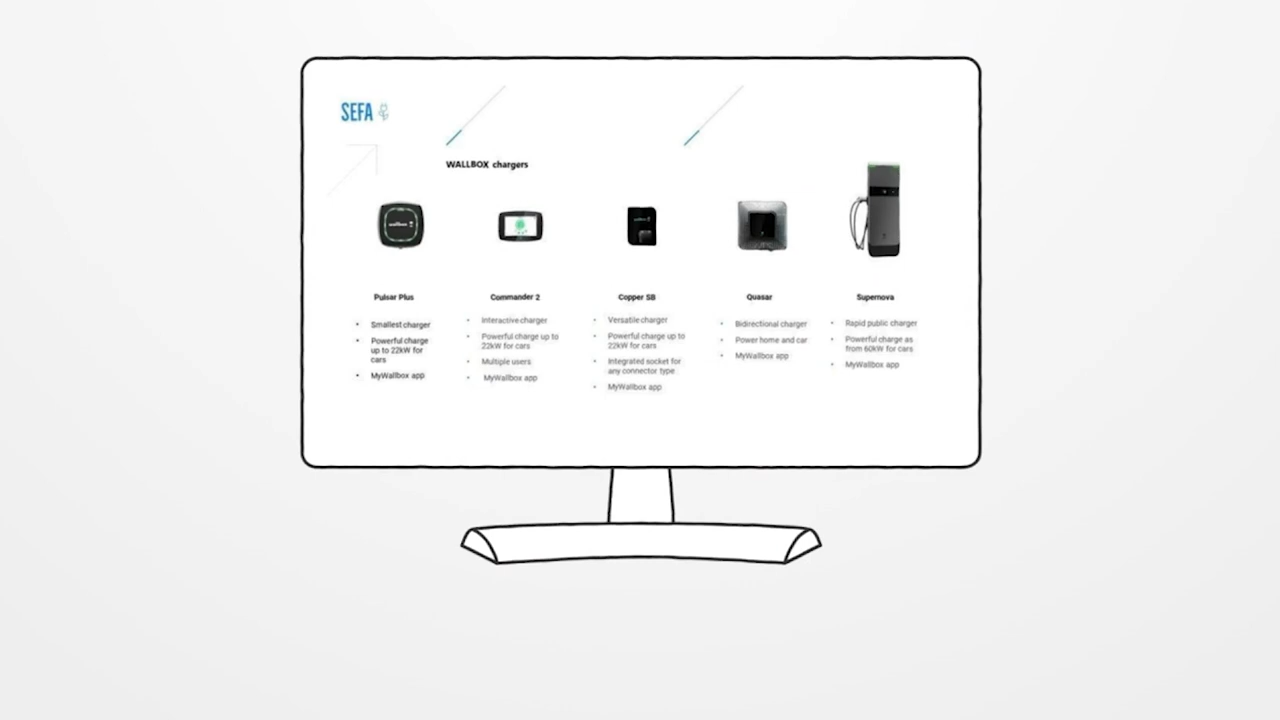 SEFA
WALLBOX chargers
wallbox
Pulsar Plus
• Smallest charger
• Powerful charge
up to 22kW for
cars
• MyWallbox app
Commander 2
• Interactive charger
• Powerful charge up to
22kW for cars
• Multiple users
• MyWallbox app
Copper SB
• Versatile charger
• Powerful charge up to
22kW for cars
• Integrated socket for
any connector type
• MyWallbox app
Quasar
• Bidirectional charger
• Power home and car
• MyWallbox app
Supernova
• Rapid public charger
• Powerful charge as
from 60kW for cars
• MyWallbox app